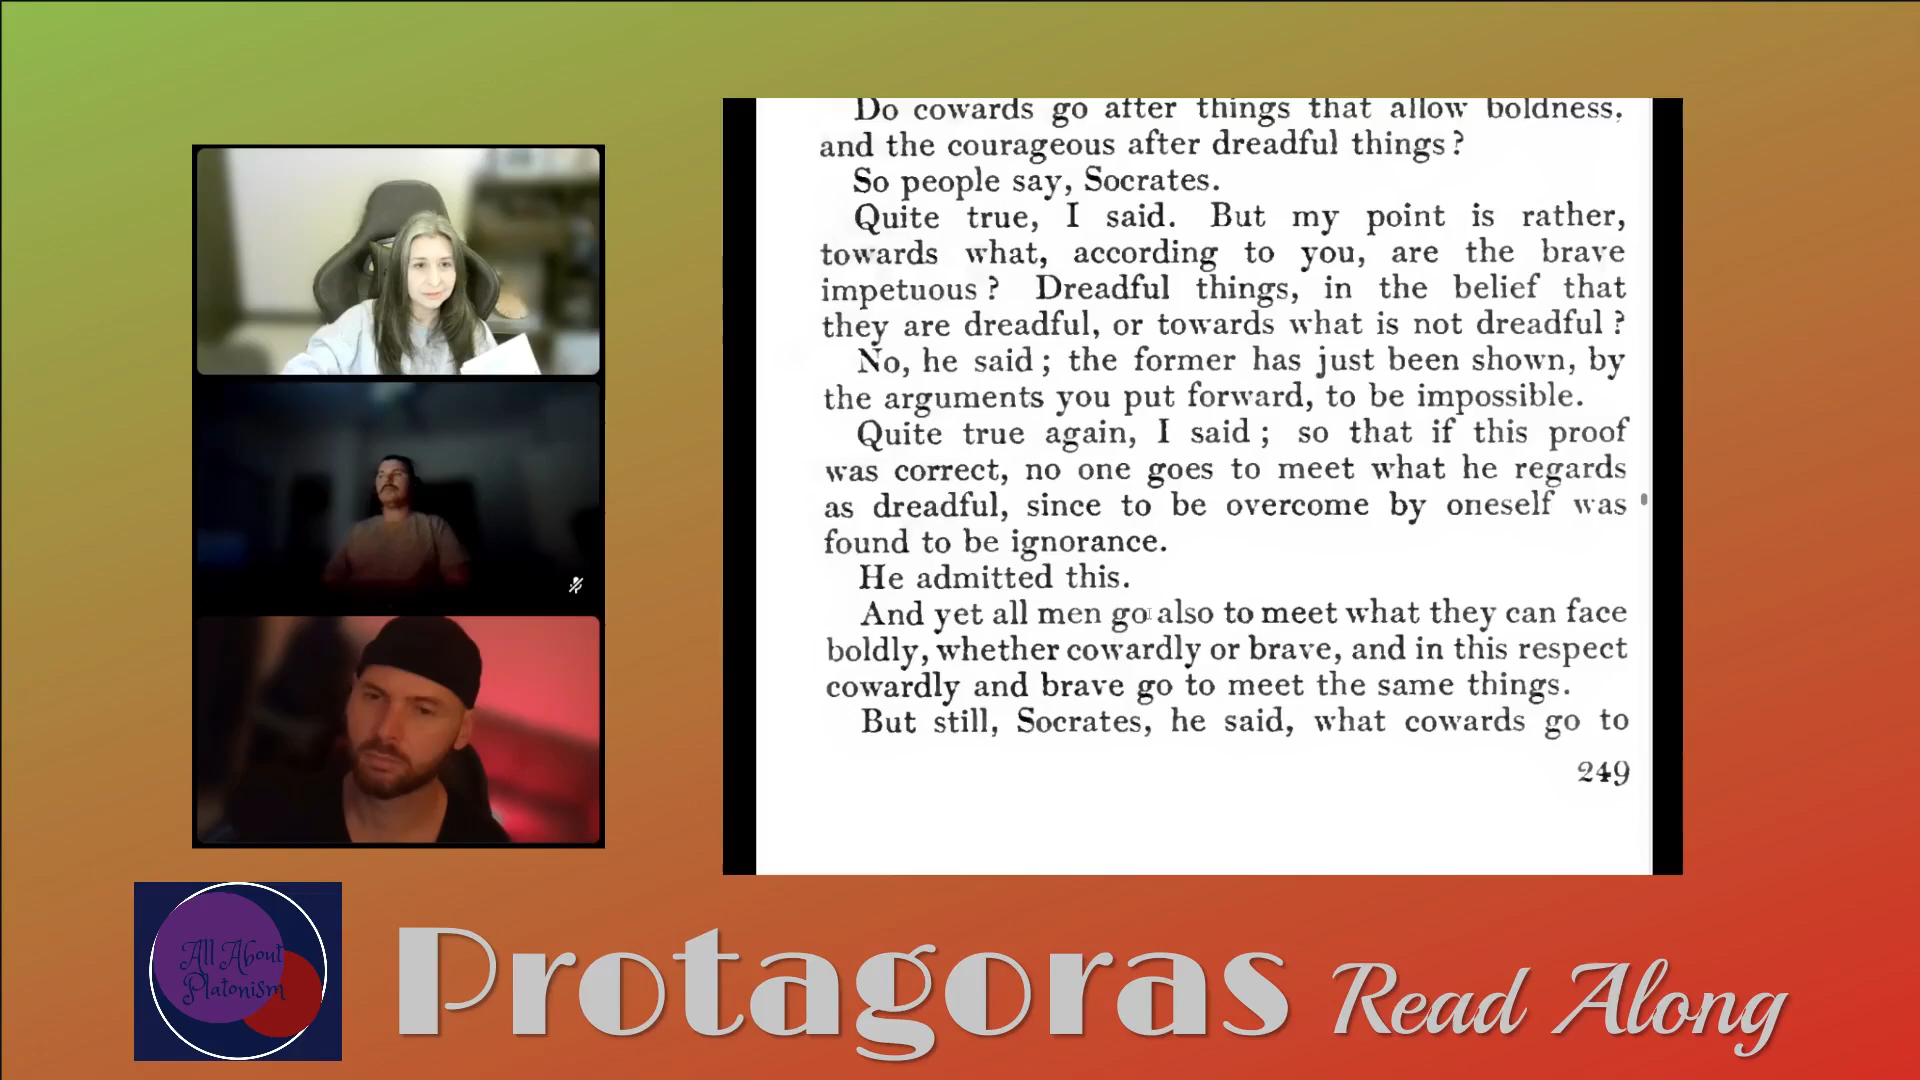 Do cowards go after things that allow boldness,
and the courageous after dreadful things?
So people say, Socrates.
Quite true, I said. But my point is rather,
towards what, according to you, are the brave
impetuous? Dreadful things, in the belief that
they are dreadful, or towards what is not dreadful?
No, he said; the former has just been shown, by
the arguments you put forward, to be impossible.
Quite true again, I said; so that if this proof
was correct, no one goes to meet what he regards
as dreadful, since to be overcome by oneself was
found to be ignorance.
He admitted this.
And yet all men go also to meet what they can face
boldly, whether cowardly or brave, and in this respect
cowardly and brave go to meet the same things.
But still, Socrates, he said, what cowards go to
249
All About
Platonism
Protagoras Read Along